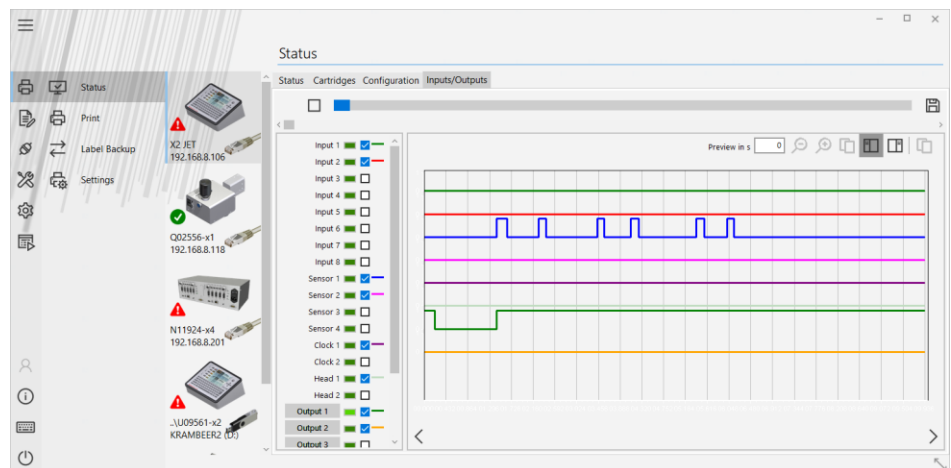 Status
Status
Print
Label Backup
Settings
X2 JET
192.168.8.106
Q02556-x1
192.168.8.118
N11924-x4
192.168.8.201
..\U09561-x2
KRAMBEER2 (D:)
Status Cartridges Configuration Inputs/Outputs
Input 1
Input 2
Input 3
Input 4
Input 5
Input 6
Input 7
Input 8
Sensor 1
Sensor 2
Sensor 3
Sensor 4
Clock 1
Clock 2
Head 1
Head 2
Output 1
Output 2
Output 3
Preview in s 0